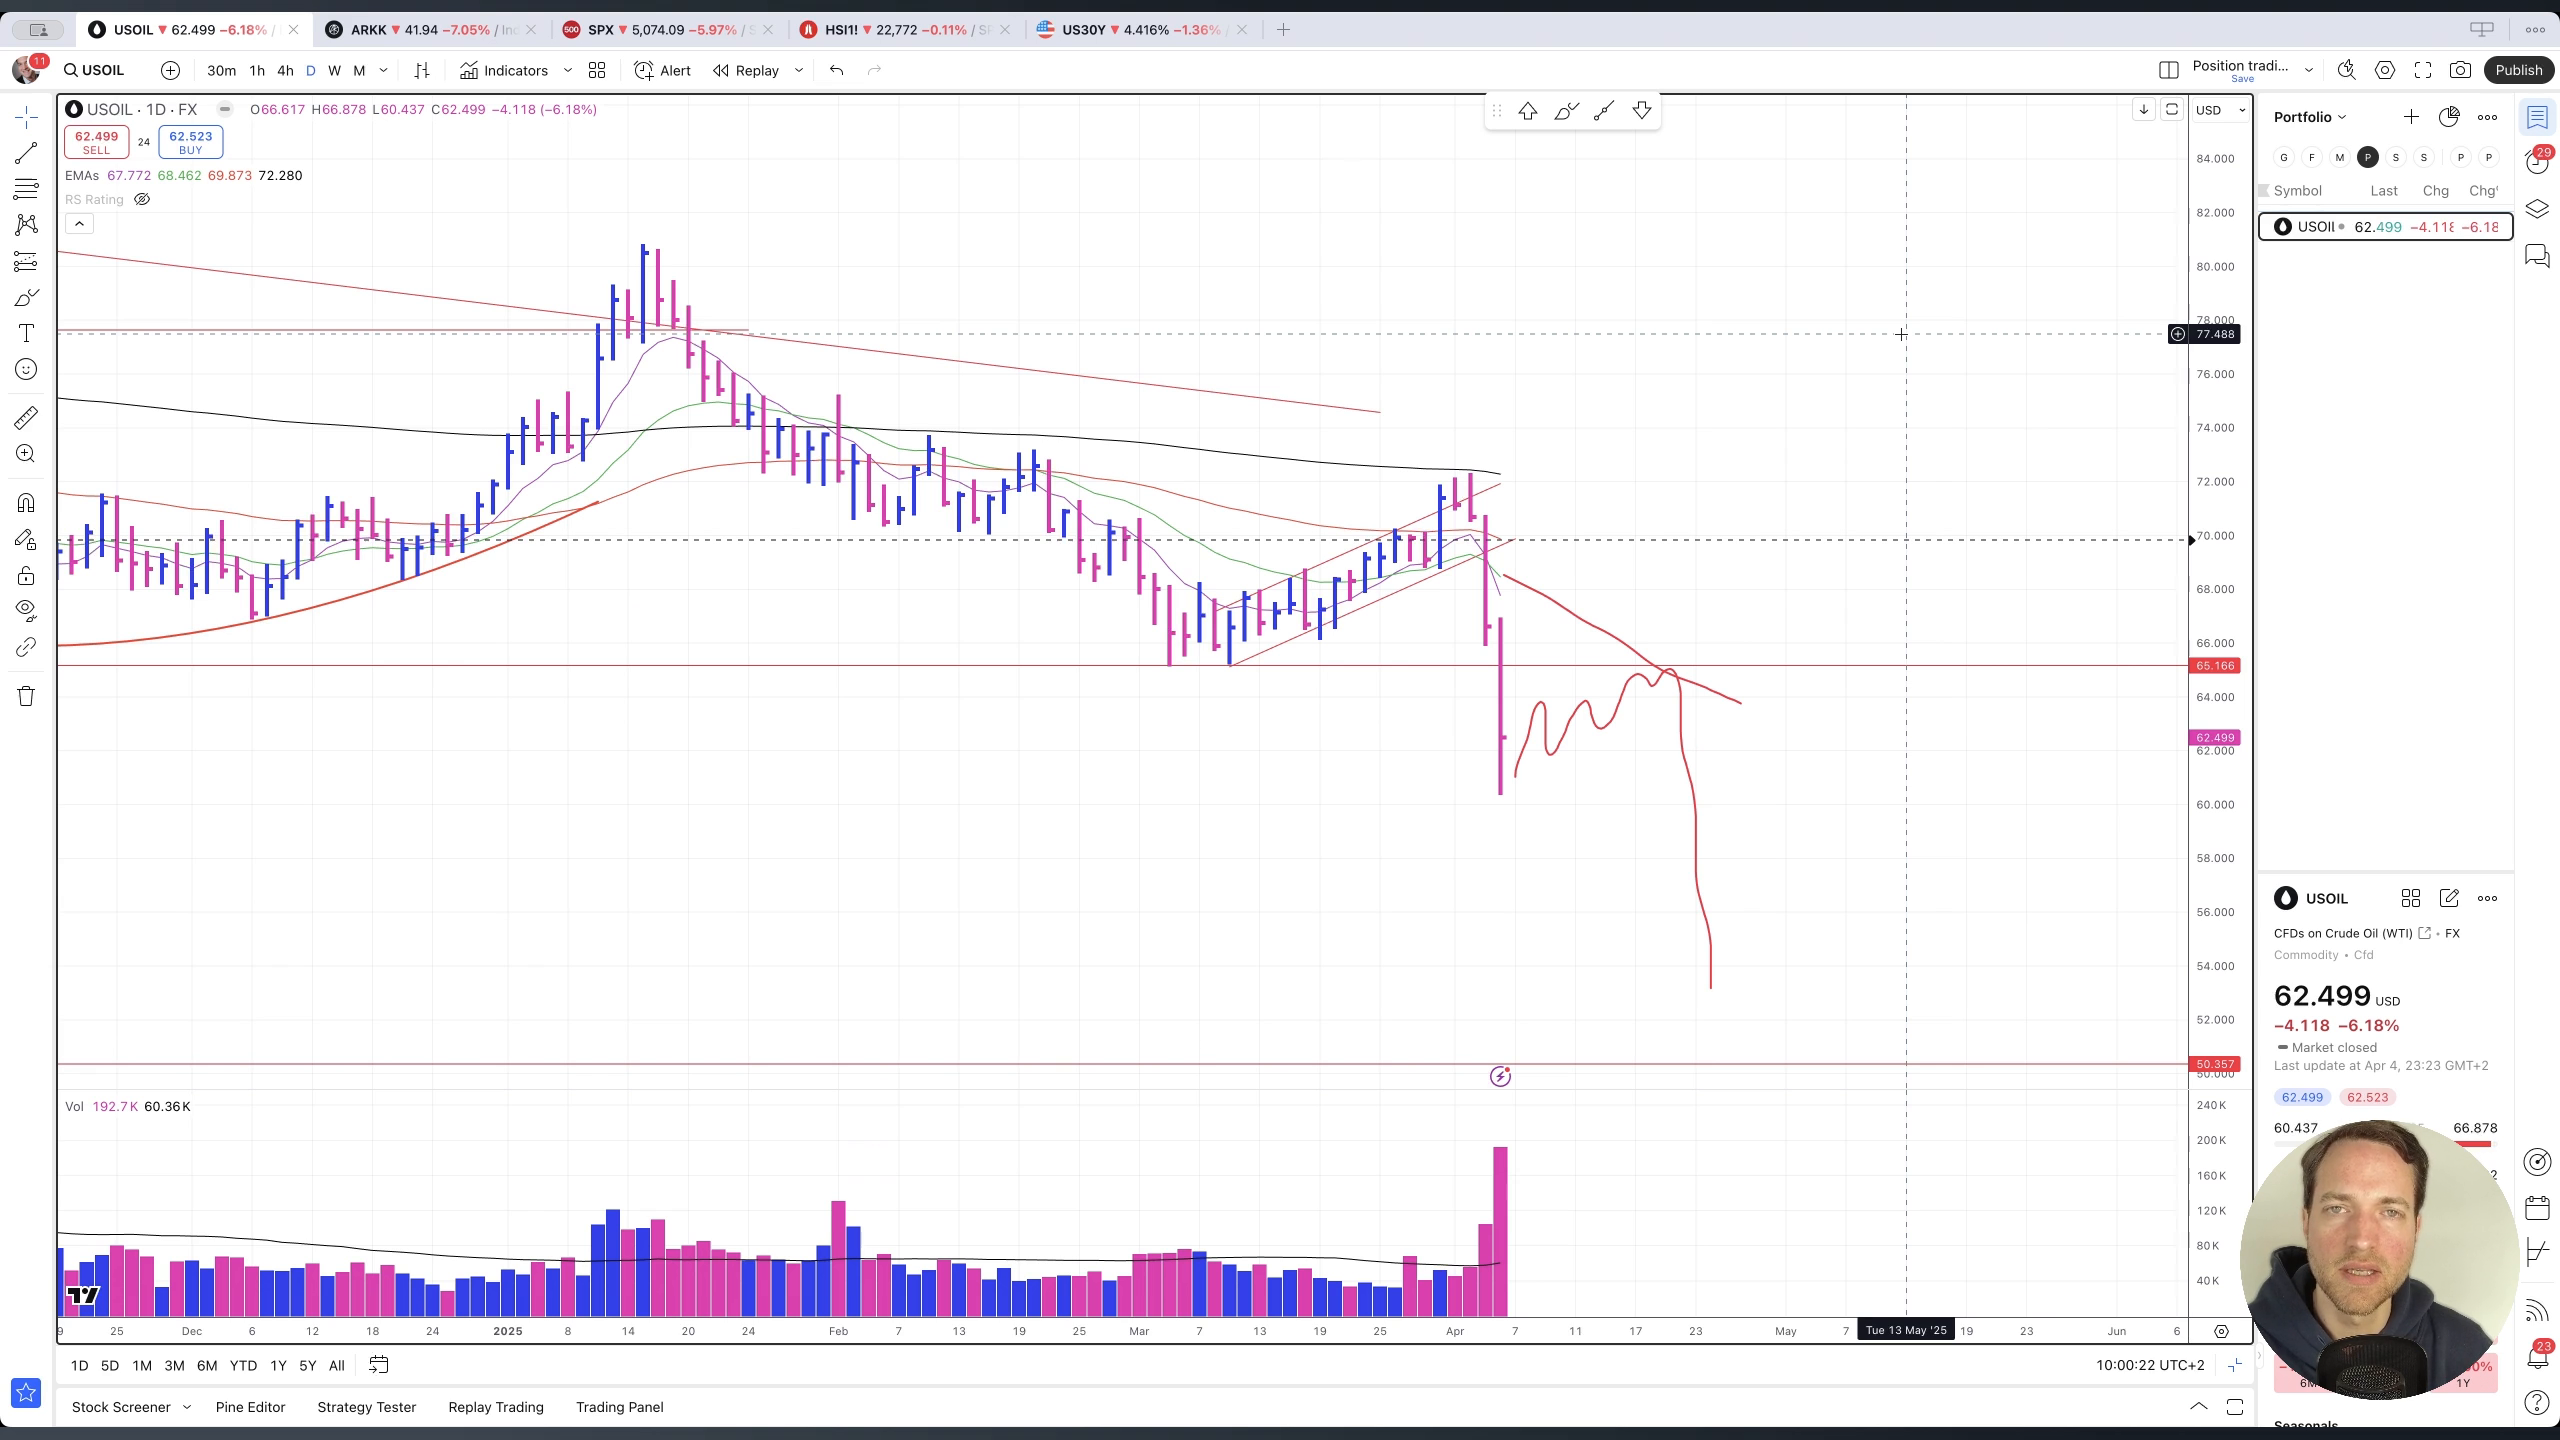 USOIL 62.499 −6.18% /
ARKK 41.94 −7.05% / In
500 SPX 5,074.09 −5.97% / S
HSI1! 22,772 −0.11% / S
US30Y 4.416% −1.36% /
11
USOIL
30m 1h 4h D W M
Indicators
Alert
Replay
Position tradi...
Save
Publish
USOIL · 1D · FX O66.617 H66.878 L60.437 C62.499 −4.118 (−6.18%)
62.499 SELL
24
62.523 BUY
EMAs 67.772 68.462 69.873 72.280
RS Rating
USD
84.000
82.000
80.000
78.000
77.488
76.000
74.000
72.000
70.000
68.000
66.000
65.166
64.000
62.499
62.000
60.000
58.000
56.000
54.000
52.000
50.357
50.000
Vol 192.7K 60.36K
240K
200K
160K
120K
80K
40K
9 25 Dec 6 12 18 24 2025 8 14 20 24 Feb 7 13 19 25 Mar 7 13 19 25 Apr 7 11 17 23 May 7 Tue 13 May '25 19 23 Jun 6
1D 5D 1M 3M 6M YTD 1Y 5Y All
10:00:22 UTC+2
Stock Screener Pine Editor Strategy Tester Replay Trading Trading Panel
Portfolio
G F M P S S P P
Symbol Last Chg Chg
USOIL 62.499 −4.118 −6.18
29
USOIL
CFDs on Crude Oil (WTI) • FX
Commodity • Cfd
62.499 USD
−4.118 −6.18%
Market closed
Last update at Apr 4, 23:23 GMT+2
62.499 62.523
60.437 66.878
1Y
23